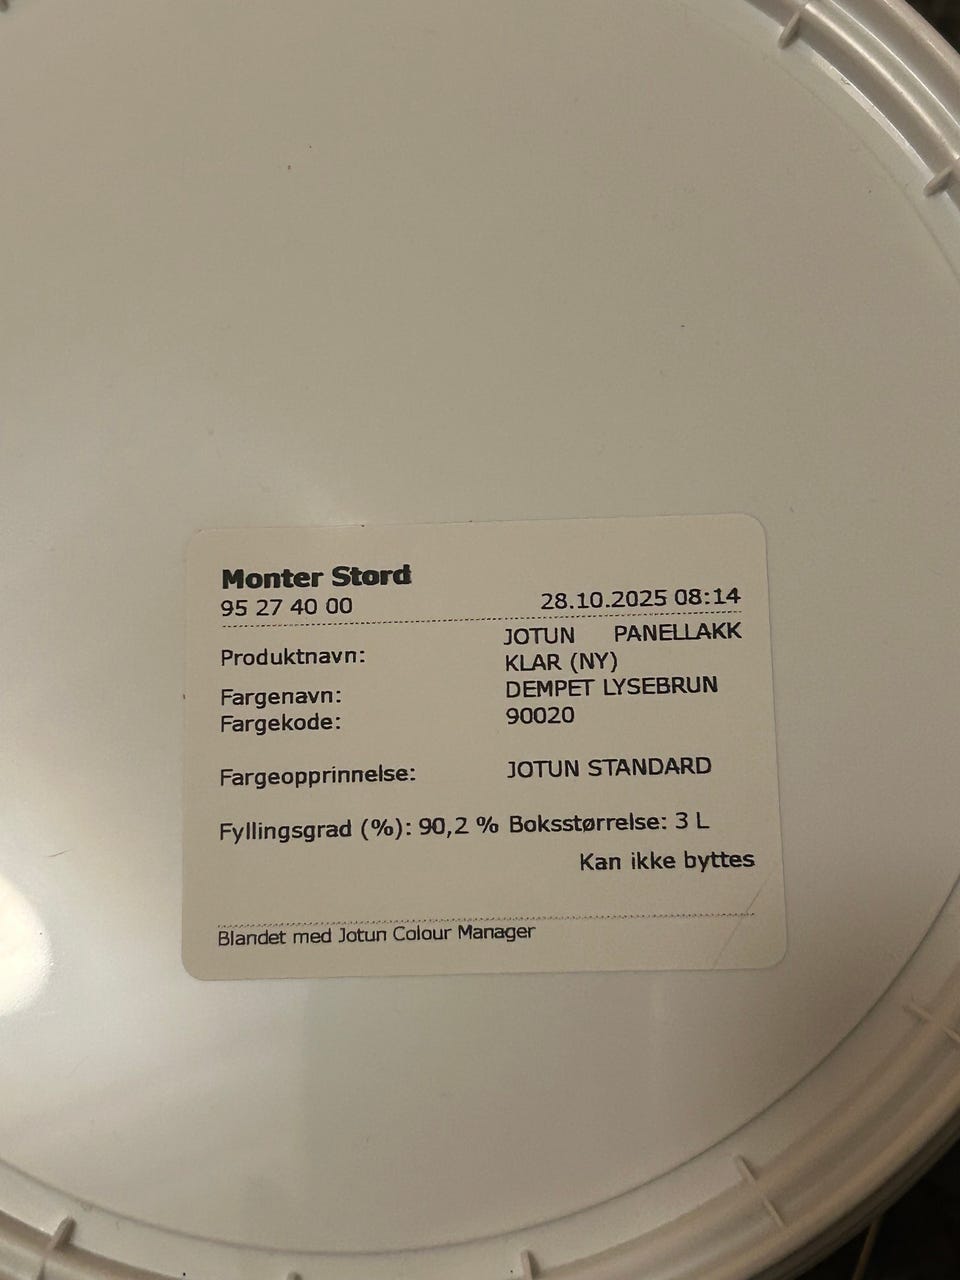 Monter Stord
95 27 40 00 28.10.2025 08:14
Produktnavn: JOTUN PANELLAKK
KLAR (NY)
Fargenavn: DEMPET LYSEBRUN
Fargekode: 90020
Fargeopprinnelse: JOTUN STANDARD
Fyllingsgrad (%): 90,2 % Boksstørrelse: 3 L
Kan ikke byttes
Blandet med Jotun Colour Manager